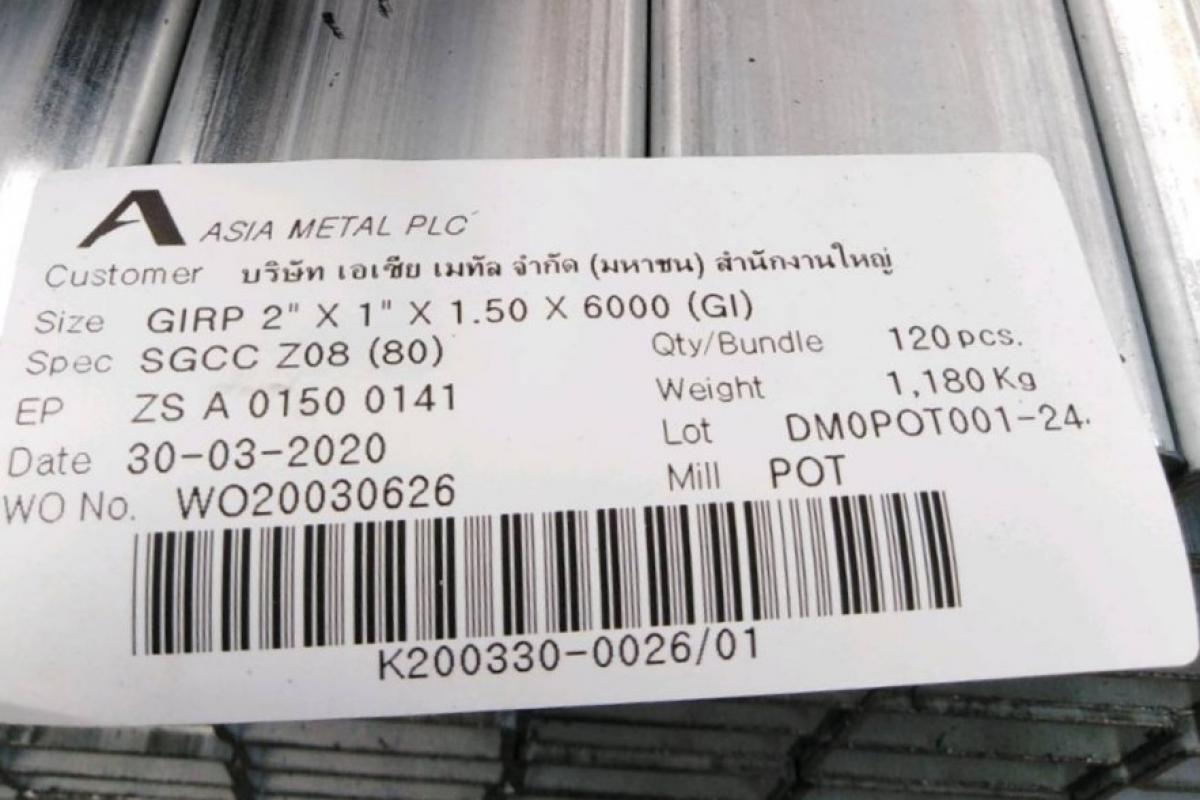 ASIA METAL PLC
Customer บริษัท เอเซีย เมทัล จำกัด (มหาชน) สำนักงานใหญ่
Size GIRP 2" X 1" X 1.50 X 6000 (GI)
Spec SGCC Z08 (80) Qty/Bundle 120 pcs.
EP ZS A 0150 0141 Weight 1,180 Kg
Date 30-03-2020 Lot DM0POT001-24.
WO No. WO20030626 Mill POT
K200330-0026/01